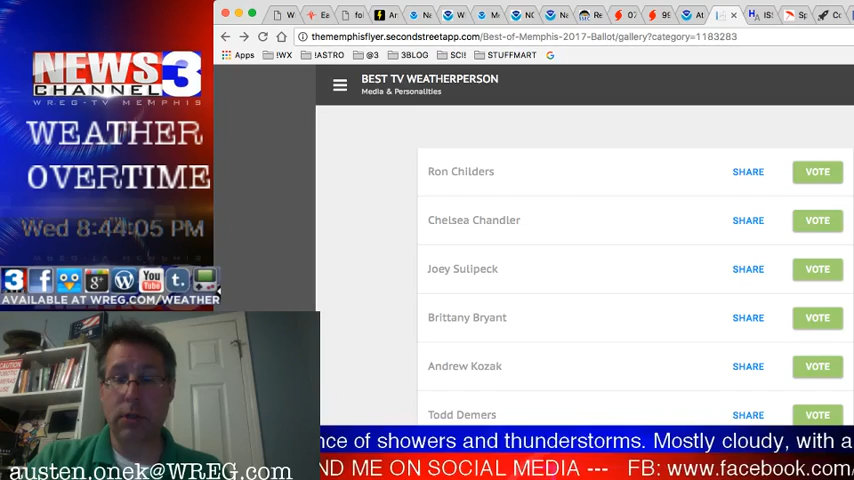 NEWS
CHANNEL 3
WREG-TV MEMPHIS
WEATHER
OVERTIME
Wed 8:44:05 PM
AVAILABLE AT WREG.COM/WEATHER
themmemphisflyer.secondstreetapp.com/Best-of-Memphis-2017-Ballot/gallery?category=1183283
Apps !WX !ASTRO @3 3BLOG SCI! STUFFMART
BEST TV WEATHERPERSON
Media & Personalities
Ron Childers SHARE VOTE
Chelsea Chandler SHARE VOTE
Joey Sulipeck SHARE VOTE
Brittany Bryant SHARE VOTE
Andrew Kozak SHARE VOTE
Todd Demers SHARE VOTE
nce of showers and thunderstorms. Mostly cloudy, with a
ND ME ON SOCIAL MEDIA --- FB: www.facebook.com/
austen.onek@WREG.com